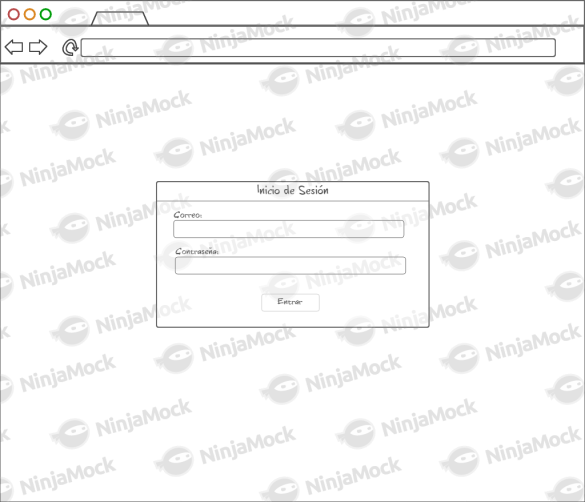 Inicio de Sesión
Correo:
Contraseña:
Entrar
NinjaMock